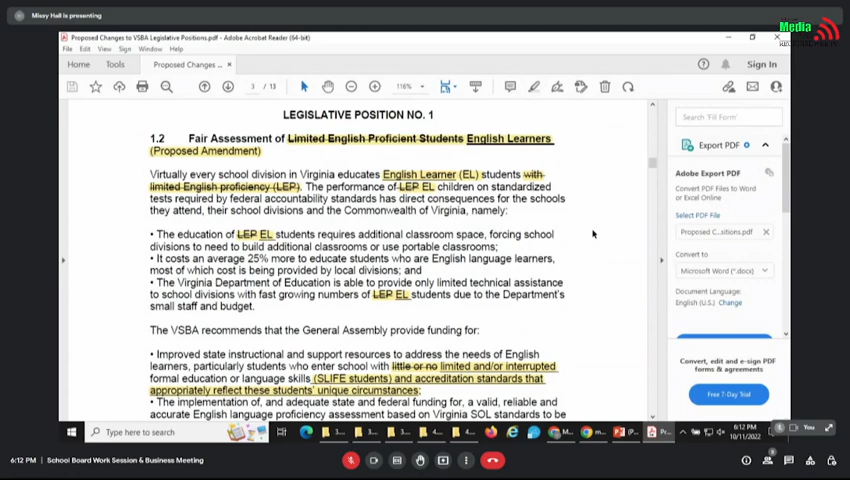 Missy Hall is presenting
Media
Proposed Changes to VSBA Legislative Positions.pdf - Adobe Acrobat Reader (64-bit)
File Edit View Sign Window Help
Home Tools Proposed Changes ... × Sign In
3 / 13 116%
LEGISLATIVE POSITION NO. 1
1.2 Fair Assessment of Limited English Proficient Students English Learners
(Proposed Amendment)
Virtually every school division in Virginia educates English Learner (EL) students with
limited English proficiency (LEP). The performance of LEP EL children on standardized
tests required by federal accountability standards has direct consequences for the schools
they attend, their school divisions and the Commonwealth of Virginia, namely:
• The education of LEP EL students requires additional classroom space, forcing school
divisions to need to build additional classrooms or use portable classrooms;
• It costs an average 25% more to educate students who are English language learners,
most of which cost is being provided by local divisions; and
• The Virginia Department of Education is able to provide only limited technical assistance
to school divisions with fast growing numbers of LEP EL students due to the Department's
small staff and budget.
The VSBA recommends that the General Assembly provide funding for:
• Improved state instructional and support resources to address the needs of English
learners, particularly students who enter school with little or no limited and/or interrupted
formal education or language skills (SLIFE students) and accreditation standards that
appropriately reflect these students' unique circumstances;
• The implementation of, and adequate state and federal funding for, a valid, reliable and
accurate English language proficiency assessment based on Virginia SOL standards to be
Search 'Fill Form'
Export PDF
Adobe Export PDF
Convert PDF Files to Word
or Excel Online
Select PDF File
Proposed C...sitions.pdf ×
Convert to
Microsoft Word (*.docx)
Document Language:
English (U.S.) Change
Convert, edit and e-sign PDF
forms & agreements
Free 7-Day Trial
Type here to search
6:12 PM
10/11/2022
You
6:12 PM | School Board Work Session & Business Meeting